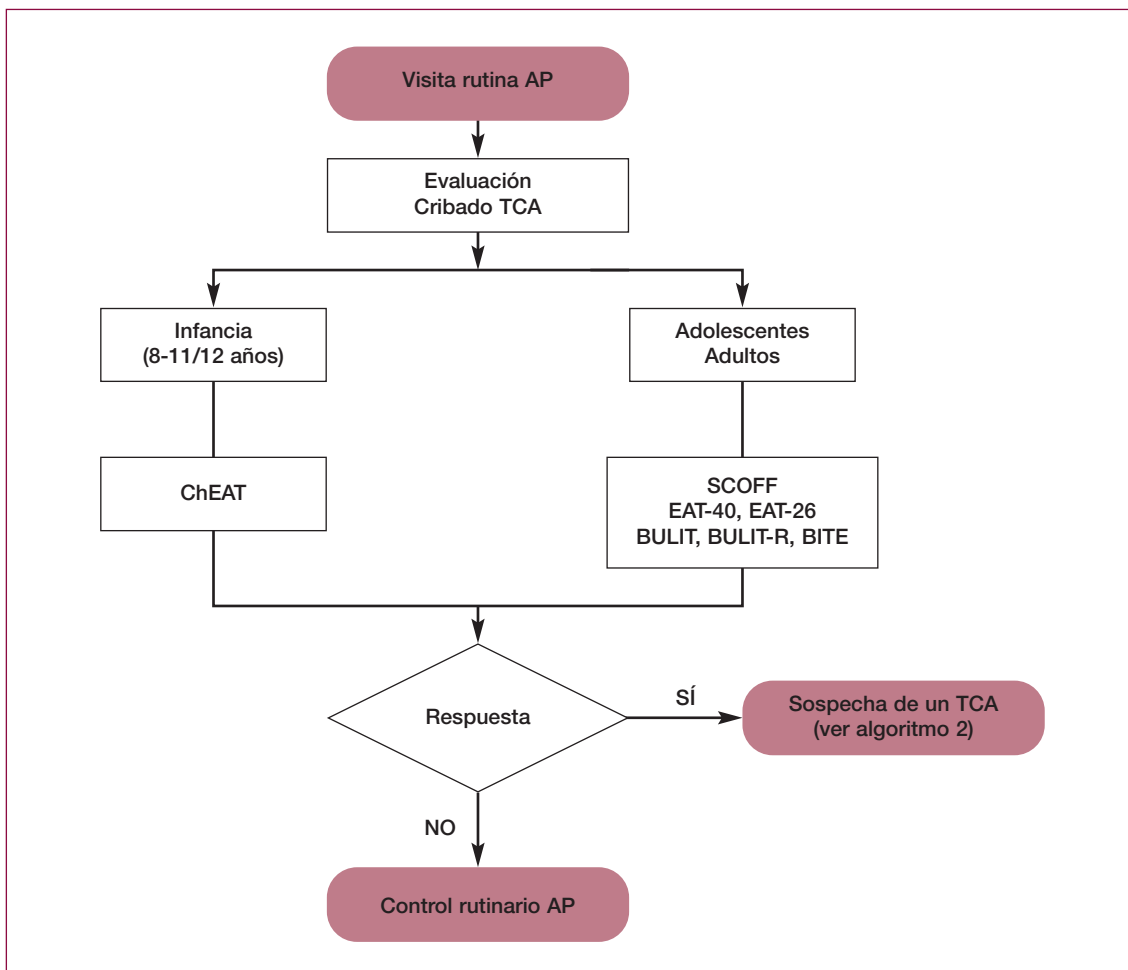 Visita rutina AP
Evaluación
Cribado TCA
Infancia
(8-11/12 años)
Adolescentes
Adultos
ChEAT
SCOFF
EAT-40, EAT-26
BULIT, BULIT-R, BITE
Respuesta
SÍ
Sospecha de un TCA
(ver algoritmo 2)
NO
Control rutinario AP